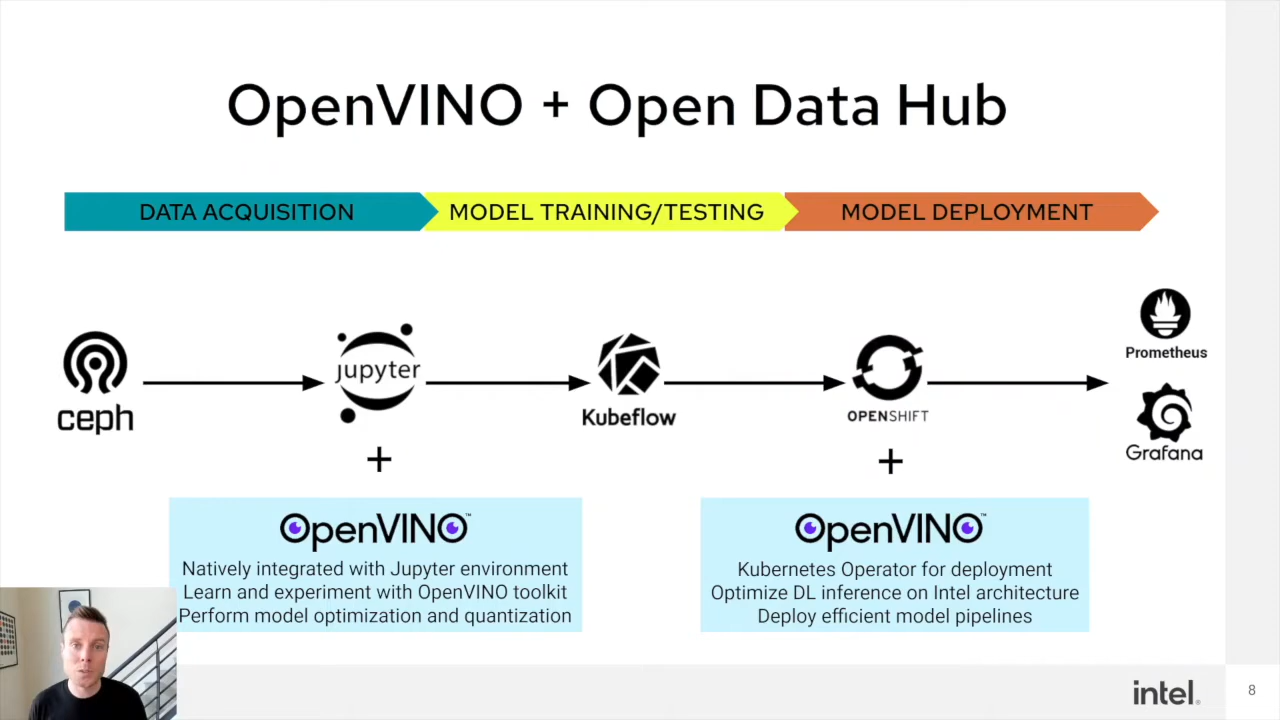 OpenVINO + Open Data Hub
DATA ACQUISITION
MODEL TRAINING/TESTING
MODEL DEPLOYMENT
ceph
jupyter
Kubeflow
OPENSHIFT
Prometheus
Grafana
+
+
OpenVINO™
Natively integrated with Jupyter environment
Learn and experiment with OpenVINO toolkit
Perform model optimization and quantization
OpenVINO™
Kubernetes Operator for deployment
Optimize DL inference on Intel architecture
Deploy efficient model pipelines
intel.
8